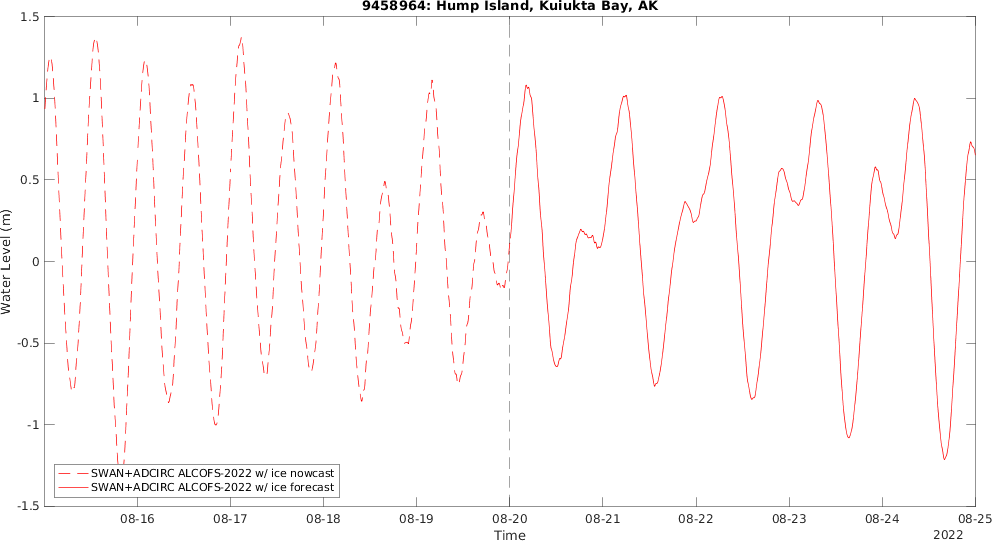 9458964: Hump Island, Kuiukta Bay, AK
1.5
1
0.5
0
-0.5
-1
-1.5
Water Level (m)
SWAN+ADCIRC ALCOFS-2022 w/ ice nowcast
SWAN+ADCIRC ALCOFS-2022 w/ ice forecast
08-16 08-17 08-18 08-19 08-20 08-21 08-22 08-23 08-24 08-25
Time
2022